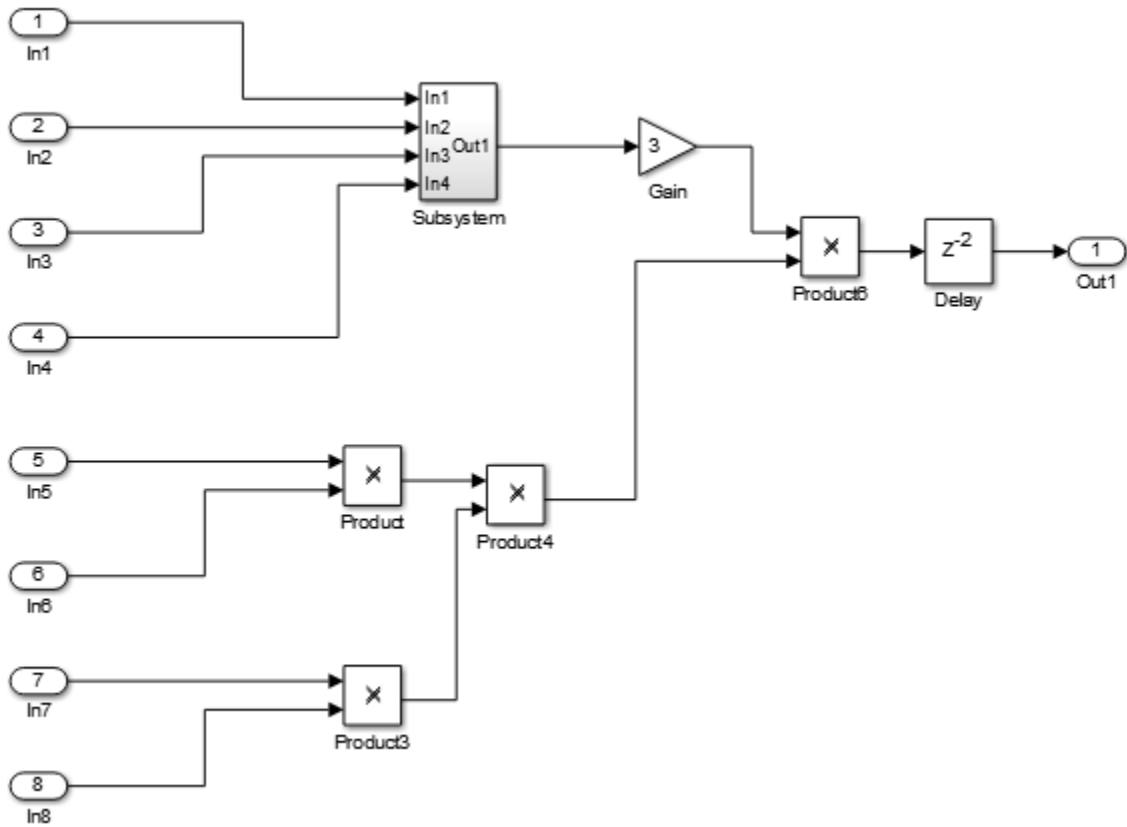 1
In1
2
In2
3
In3
4
In4
In1
In2
In3
In4
Out1
Subsystem
3
Gain
×
Product6
Z-2
Delay
1
Out1
5
In5
6
In6
×
Product
×
Product4
7
In7
8
In8
×
Product3